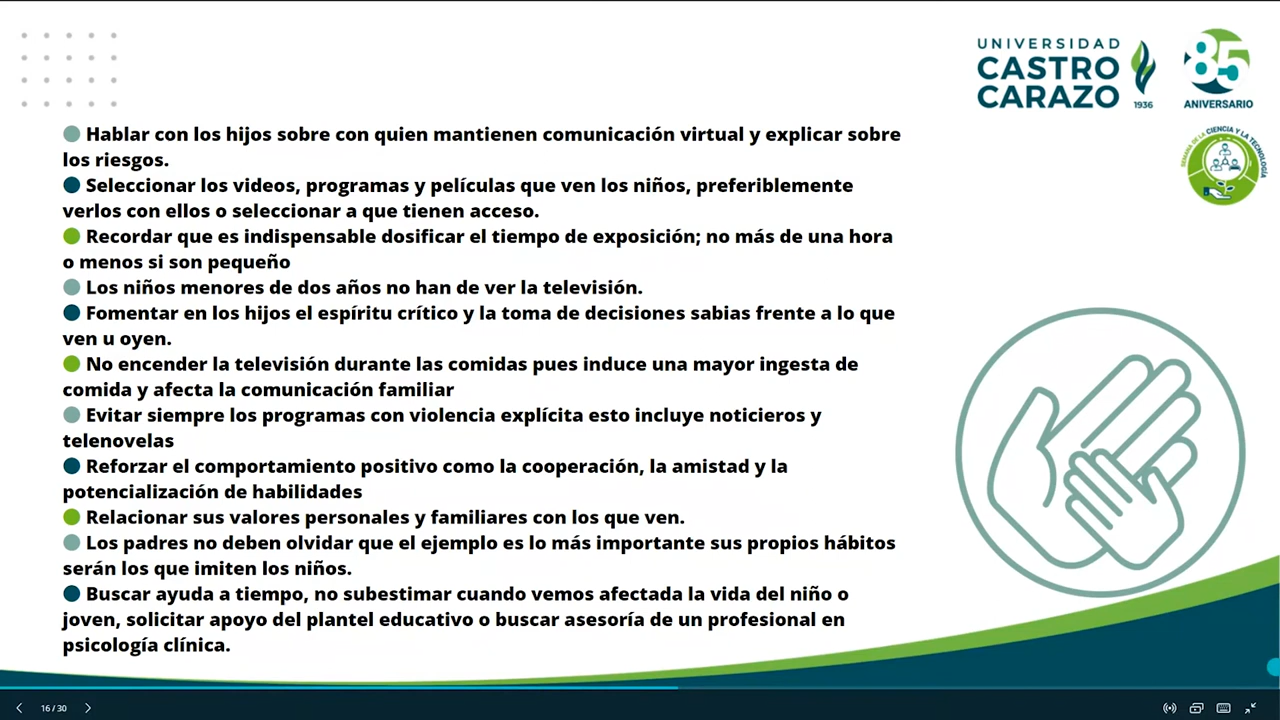 UNIVERSIDAD
CASTRO
CARAZO
1936
85
ANIVERSARIO
SEMANA DE LA CIENCIA Y LA TECNOLOGÍA
Hablar con los hijos sobre con quien mantienen comunicación virtual y explicar sobre
los riesgos.
Seleccionar los videos, programas y películas que ven los niños, preferiblemente
verlos con ellos o seleccionar a que tienen acceso.
Recordar que es indispensable dosificar el tiempo de exposición; no más de una hora
o menos si son pequeño
Los niños menores de dos años no han de ver la televisión.
Fomentar en los hijos el espíritu crítico y la toma de decisiones sabias frente a lo que
ven u oyen.
No encender la televisión durante las comidas pues induce una mayor ingesta de
comida y afecta la comunicación familiar
Evitar siempre los programas con violencia explícita esto incluye noticieros y
telenovelas
Reforzar el comportamiento positivo como la cooperación, la amistad y la
potencialización de habilidades
Relacionar sus valores personales y familiares con los que ven.
Los padres no deben olvidar que el ejemplo es lo más importante sus propios hábitos
serán los que imiten los niños.
Buscar ayuda a tiempo, no subestimar cuando vemos afectada la vida del niño o
joven, solicitar apoyo del plantel educativo o buscar asesoría de un profesional en
psicología clínica.
16 / 30